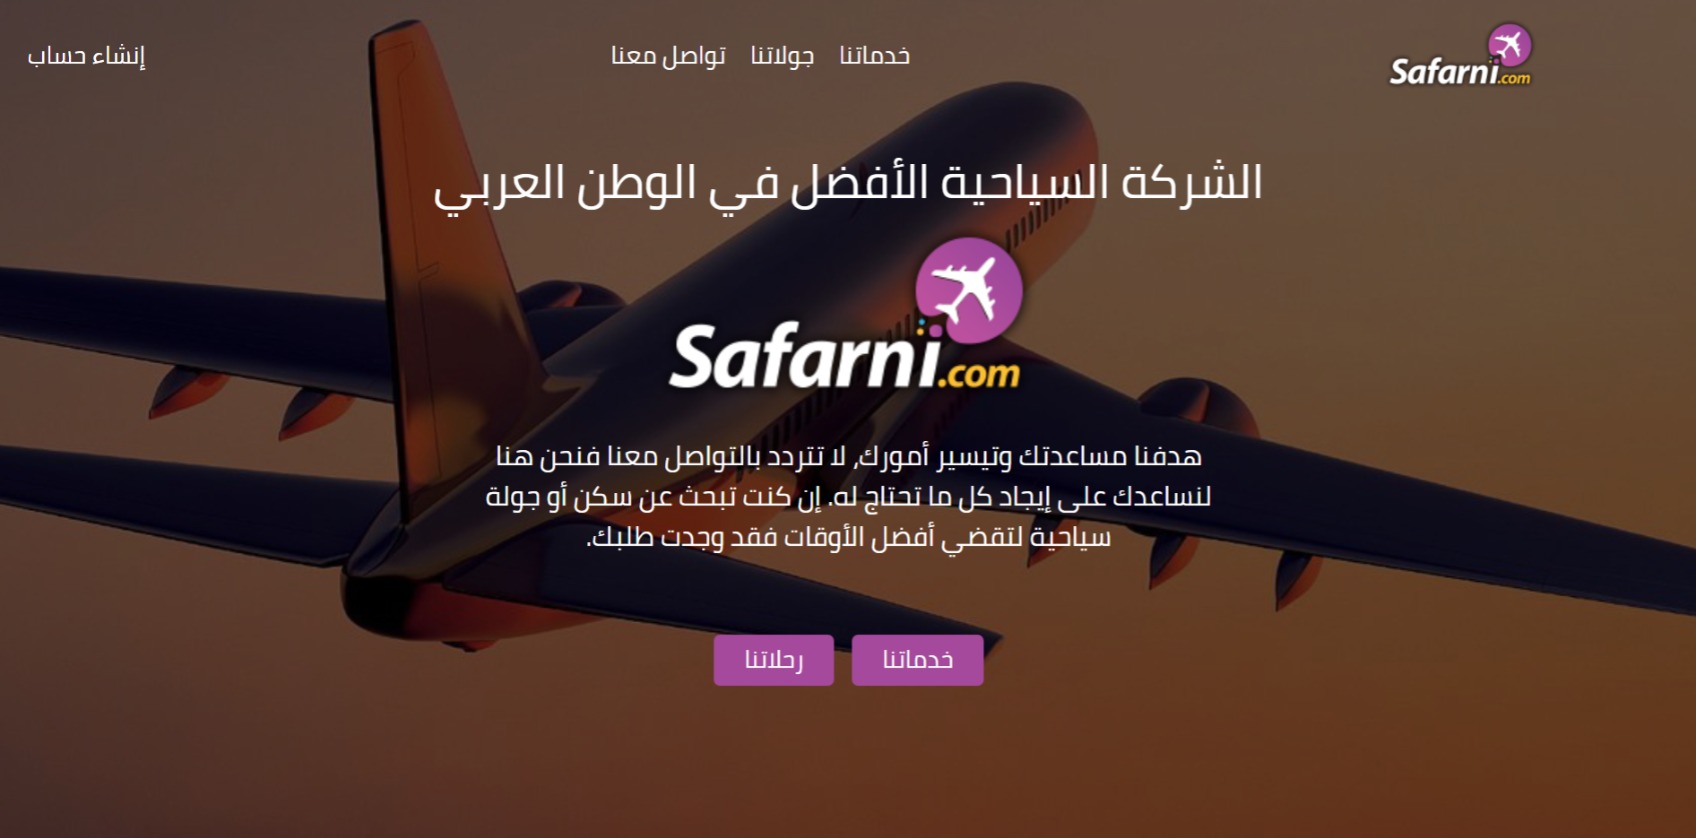 Safarni.com
خدماتنا جولاتنا تواصل معنا
إنشاء حساب
الشركة السياحية الأفضل في الوطن العربي
Safarni.com
هدفنا مساعدتك وتيسير أمورك، لا تتردد بالتواصل معنا فنحن هنا
لنساعدك على إيجاد كل ما تحتاج له. إن كنت تبحث عن سكن أو جولة
سياحية لتقضي أفضل الأوقات فقد وجدت طلبك.
خدماتنا
رحلاتنا